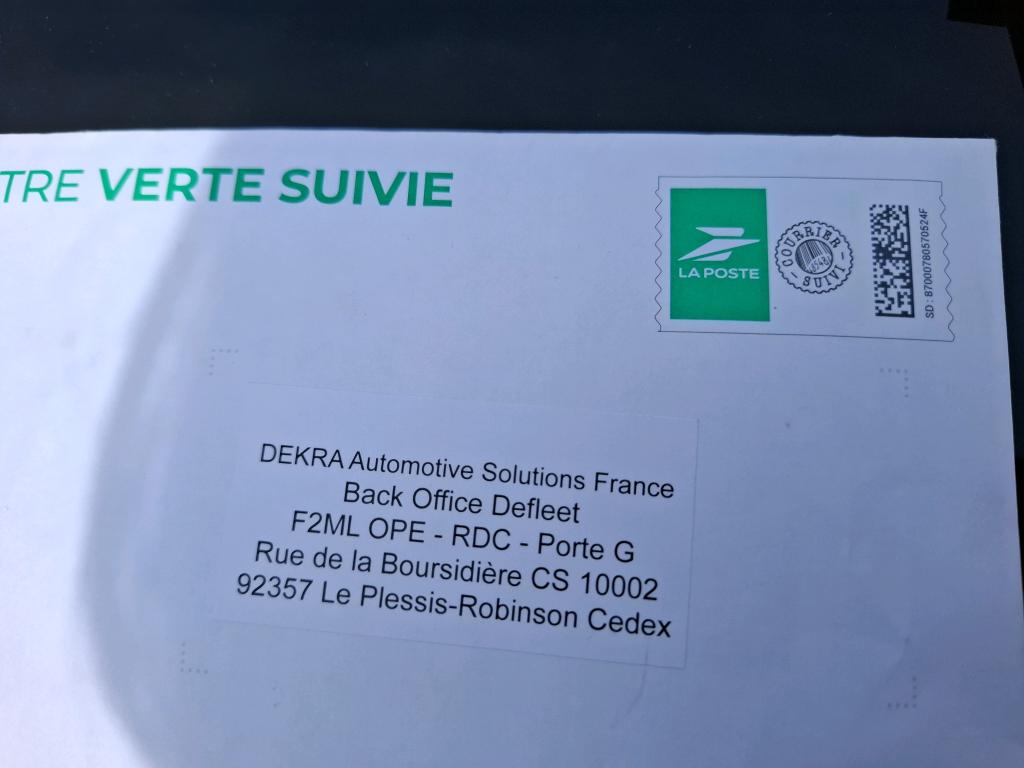 TRE VERTE SUIVIE
LA POSTE
COURRIER
SUIVI
SD : 87000780570524F
DEKRA Automotive Solutions France
Back Office Defleet
F2ML OPE - RDC - Porte G
Rue de la Boursidière CS 10002
92357 Le Plessis-Robinson Cedex